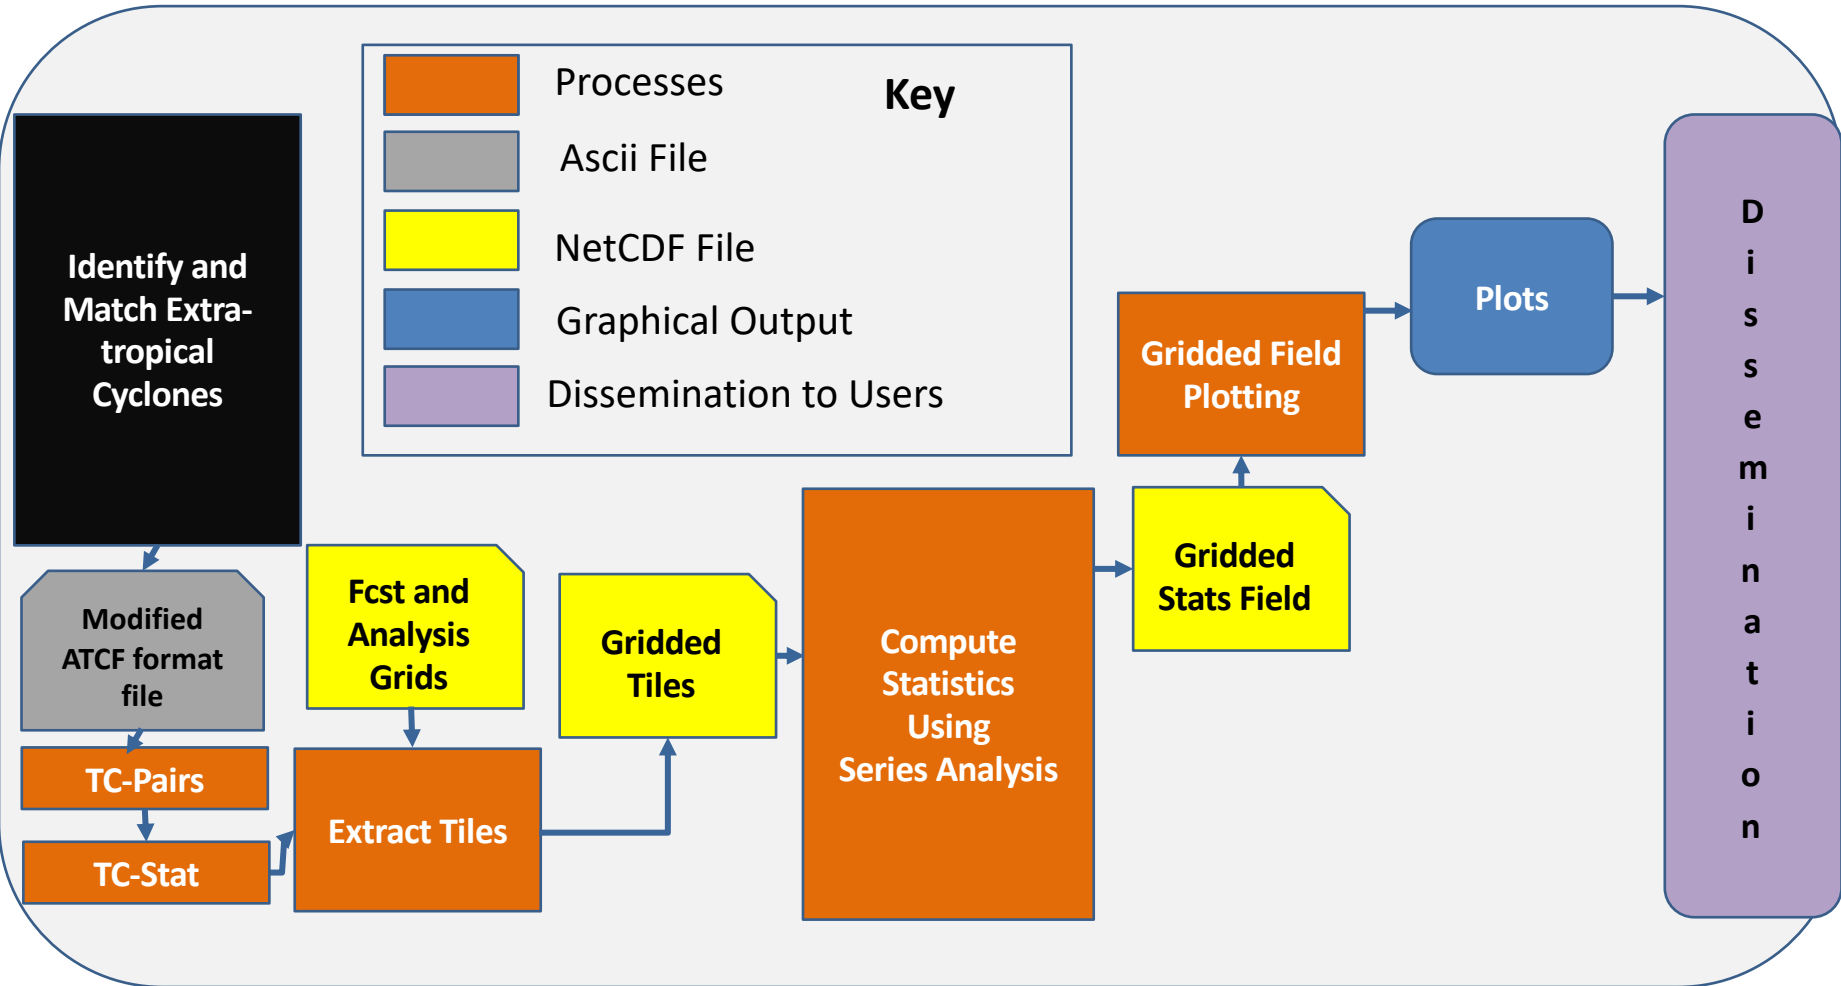 Key
Processes
Ascii File
NetCDF File
Graphical Output
Dissemination to Users
Identify and
Match Extra-
tropical
Cyclones
Modified
ATCF format
file
TC-Pairs
TC-Stat
Fcst and
Analysis
Grids
Extract Tiles
Gridded
Tiles
Compute
Statistics
Using
Series Analysis
Gridded
Stats Field
Gridded Field
Plotting
Plots
D
i
s
s
e
m
i
n
a
t
i
o
n